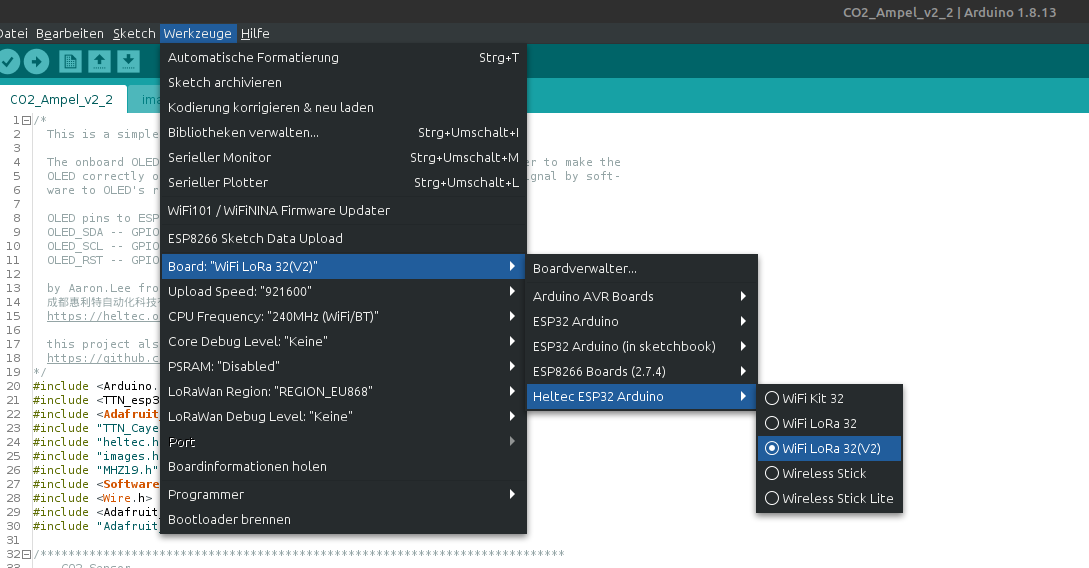 CO2_Ampel_v2_2 | Arduino 1.8.13
Datei Bearbeiten Sketch Werkzeuge Hilfe
CO2_Ampel_v2_2
Automatische Formatierung Strg+T
Sketch archivieren
Kodierung korrigieren & neu laden
Bibliotheken verwalten... Strg+Umschalt+I
Serieller Monitor Strg+Umschalt+M
Serieller Plotter Strg+Umschalt+L
WiFi101 / WiFiNINA Firmware Updater
ESP8266 Sketch Data Upload
Board: "WiFi LoRa 32(V2)"
Upload Speed: "921600"
CPU Frequency: "240MHz (WiFi/BT)"
Core Debug Level: "Keine"
PSRAM: "Disabled"
LoRaWan Region: "REGION_EU868"
LoRaWan Debug Level: "Keine"
Port
Boardinformationen holen
Programmer
Bootloader brennen
Boardverwalter...
Arduino AVR Boards
ESP32 Arduino
ESP32 Arduino (in sketchbook)
ESP8266 Boards (2.7.4)
Heltec ESP32 Arduino
WiFi Kit 32
WiFi LoRa 32
WiFi LoRa 32(V2)
Wireless Stick
Wireless Stick Lite
1 /*
2 This is a simple
3
4 The onboard OLED er to make the
5 OLED correctly o gnal by soft-
6 ware to OLED's r
7
8 OLED pins to ESP
9 OLED_SDA -- GPIO
10 OLED_SCL -- GPIO
11 OLED_RST -- GPIO
12
13 by Aaron.Lee fro
14 成都惠利特自动化科技
15 https://heltec.o
16
17 this project als
18 https://github.c
19 */
20 #include <Arduino.
21 #include <TTN_esp3
22 #include <Adafruit
23 #include "TTN_Caye
24 #include "heltec.h
25 #include "images.h
26 #include "MHZ19.h"
27 #include <Software
28 #include <Wire.h>
29 #include <Adafruit
30 #include "Adafruit
31
32 /***************************************************************************
33 CO2 Sensor